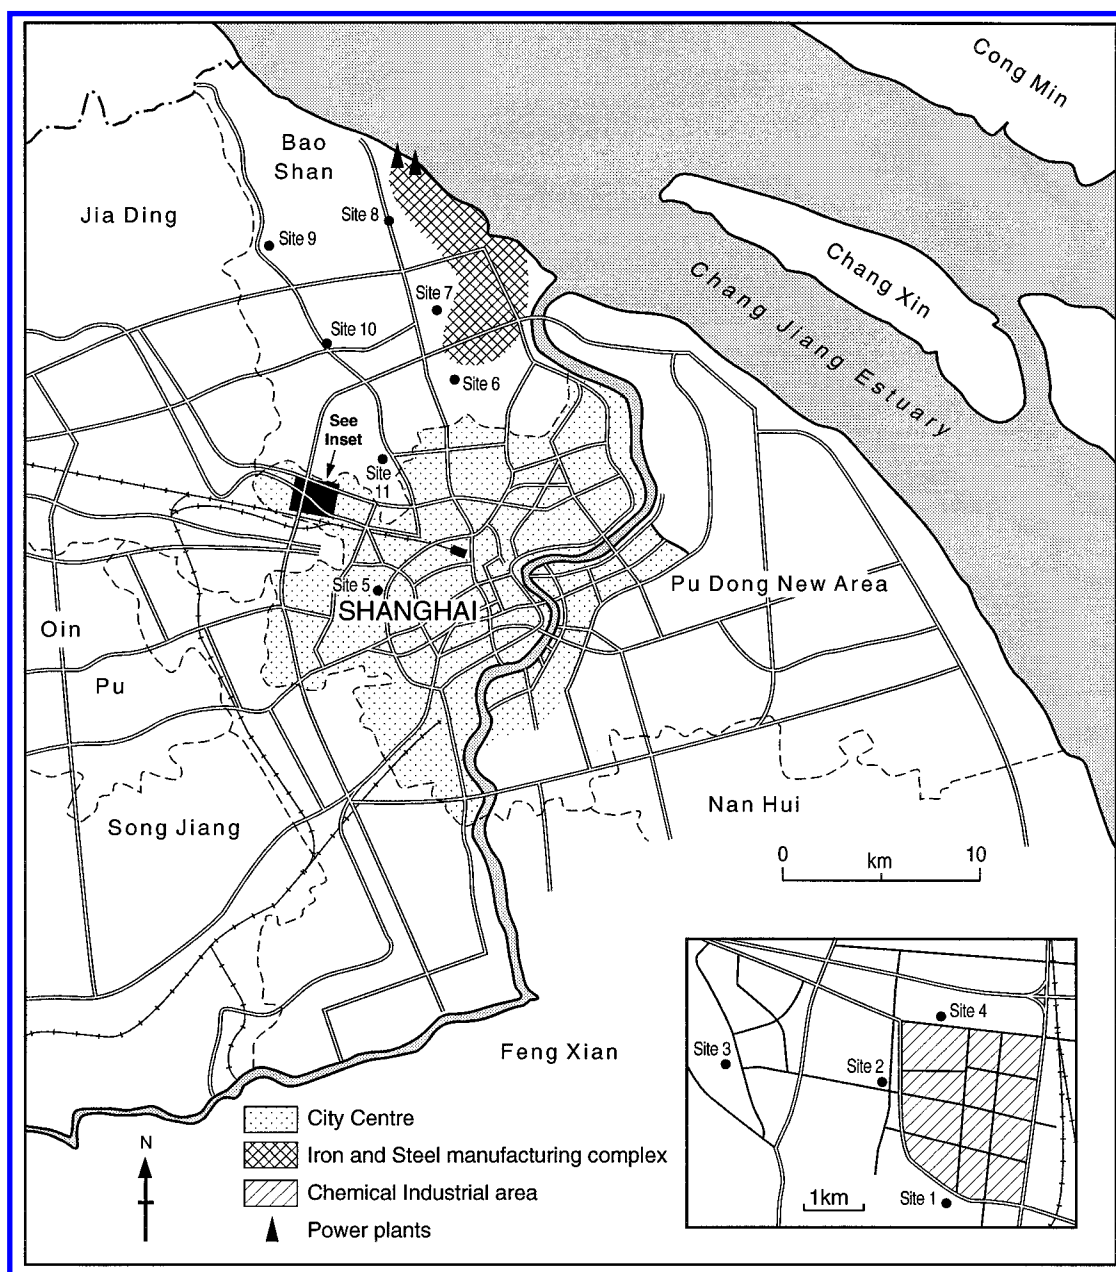 Cong Min
Bao
Shan
Jia Ding
Site 8
Site 9
Chang Xin
Chang Jiang Estuary
Site 7
Site 10
Site 6
See
Inset
Site
11
Site 5
SHANGHAI
Pu Dong New Area
Oin
Pu
Nan Hui
Song Jiang
0 km 10
Feng Xian
Site 4
Site 3
Site 2
1km
Site 1
N
City Centre
Iron and Steel manufacturing complex
Chemical Industrial area
Power plants